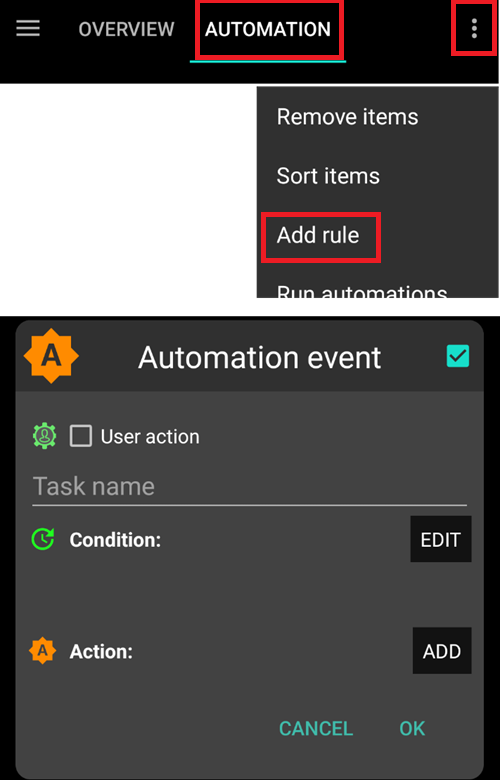 OVERVIEW AUTOMATION
Remove items
Sort items
Add rule
Run automations
A Automation event
User action
Task name
Condition: EDIT
A Action: ADD
CANCEL OK